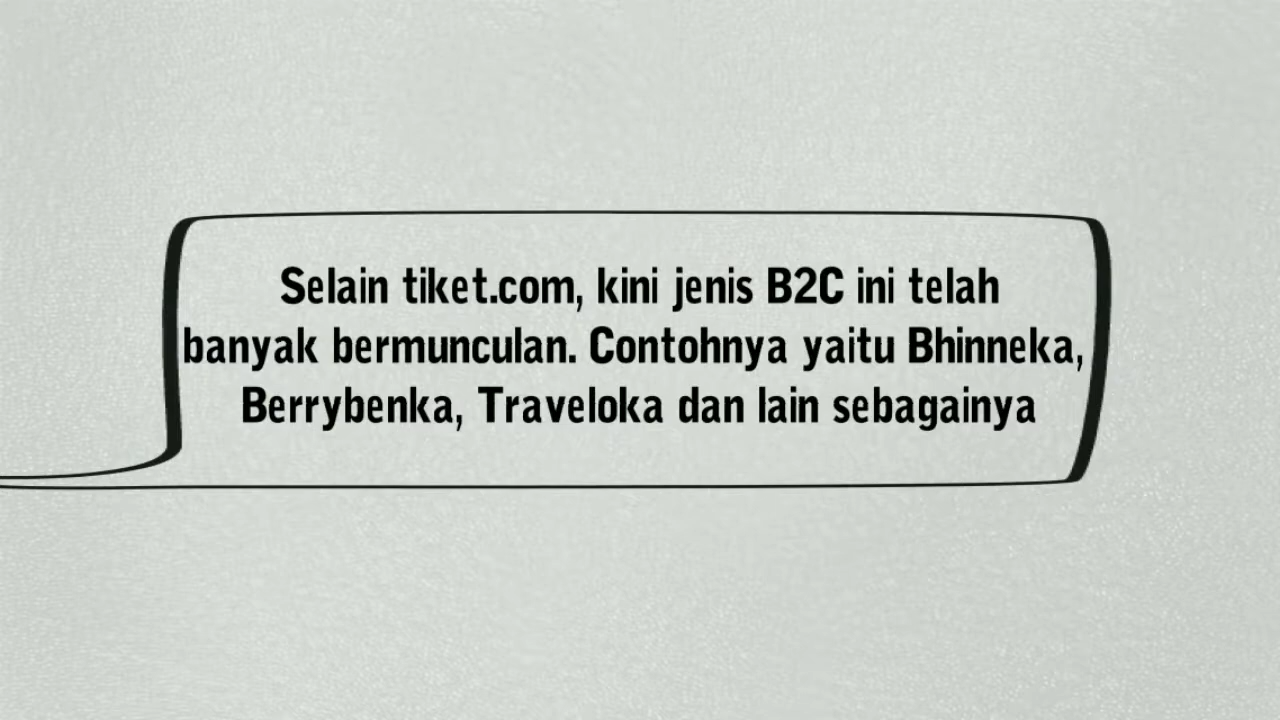 Selain tiket.com, kini jenis B2C ini telah
banyak bermunculan. Contohnya yaitu Bhinneka,
Berrybenka, Traveloka dan lain sebagainya